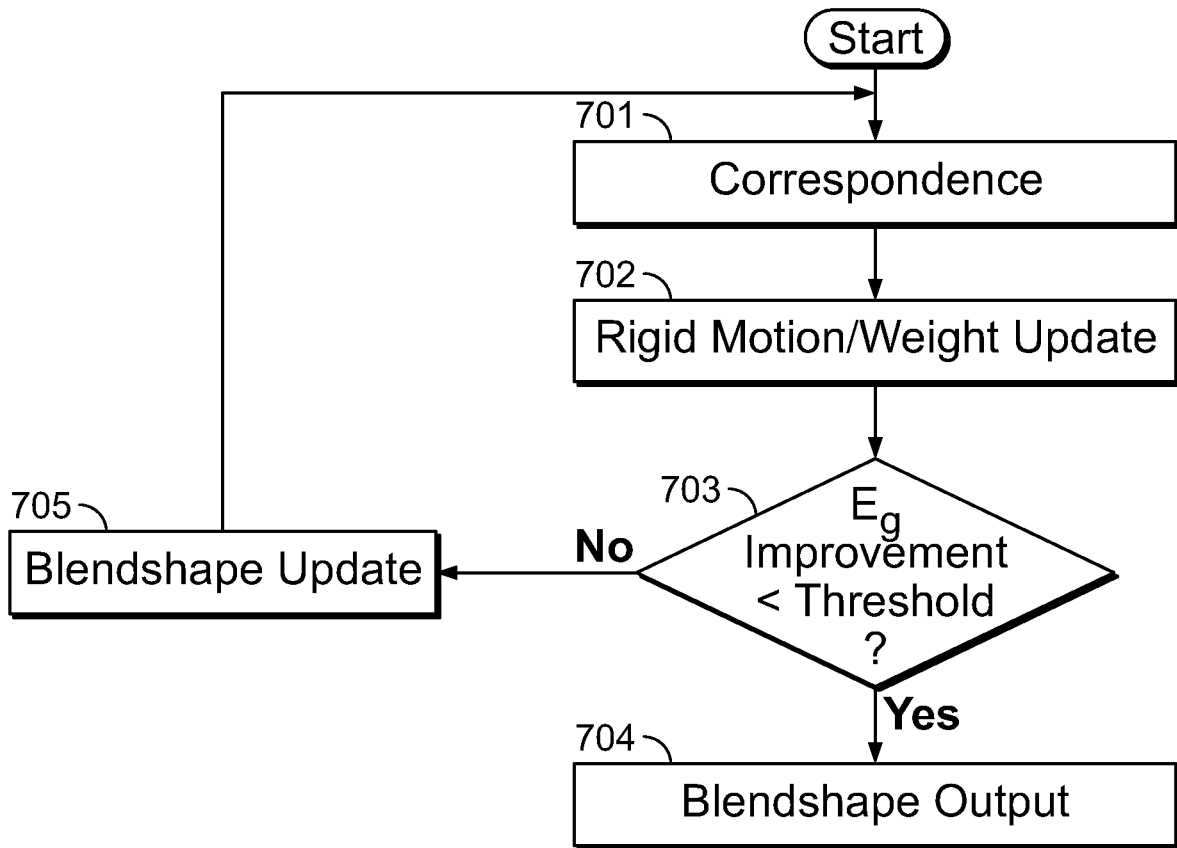 Start
701
Correspondence
702
Rigid Motion/Weight Update
703
Eg
Improvement
< Threshold
?
No
705
Blendshape Update
Yes
704
Blendshape Output